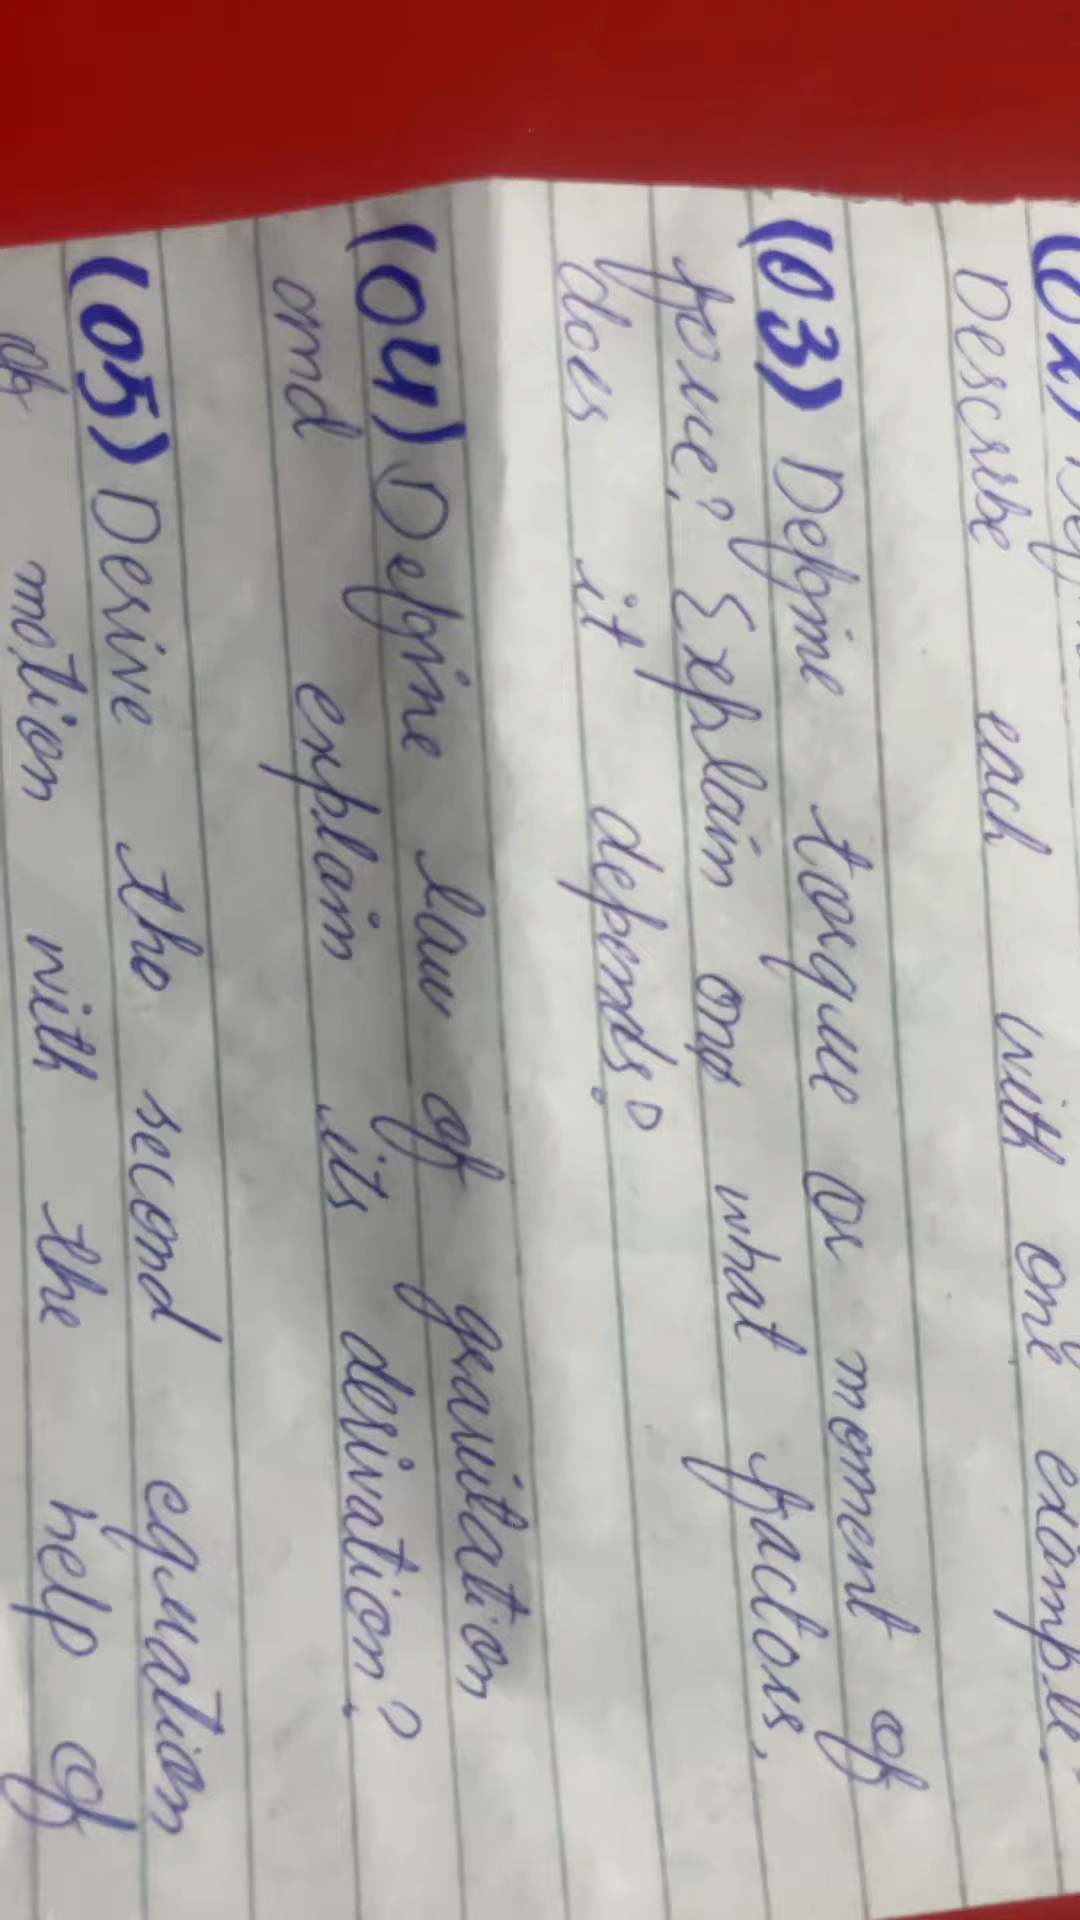 (02)
Describe each with one example.
(03) Define torque or moment of
force? Explain on what factors,
does it depends?
(04) Define law of gravitation
and explain its derivation?
(05) Derive the second equation
of motion with the help of